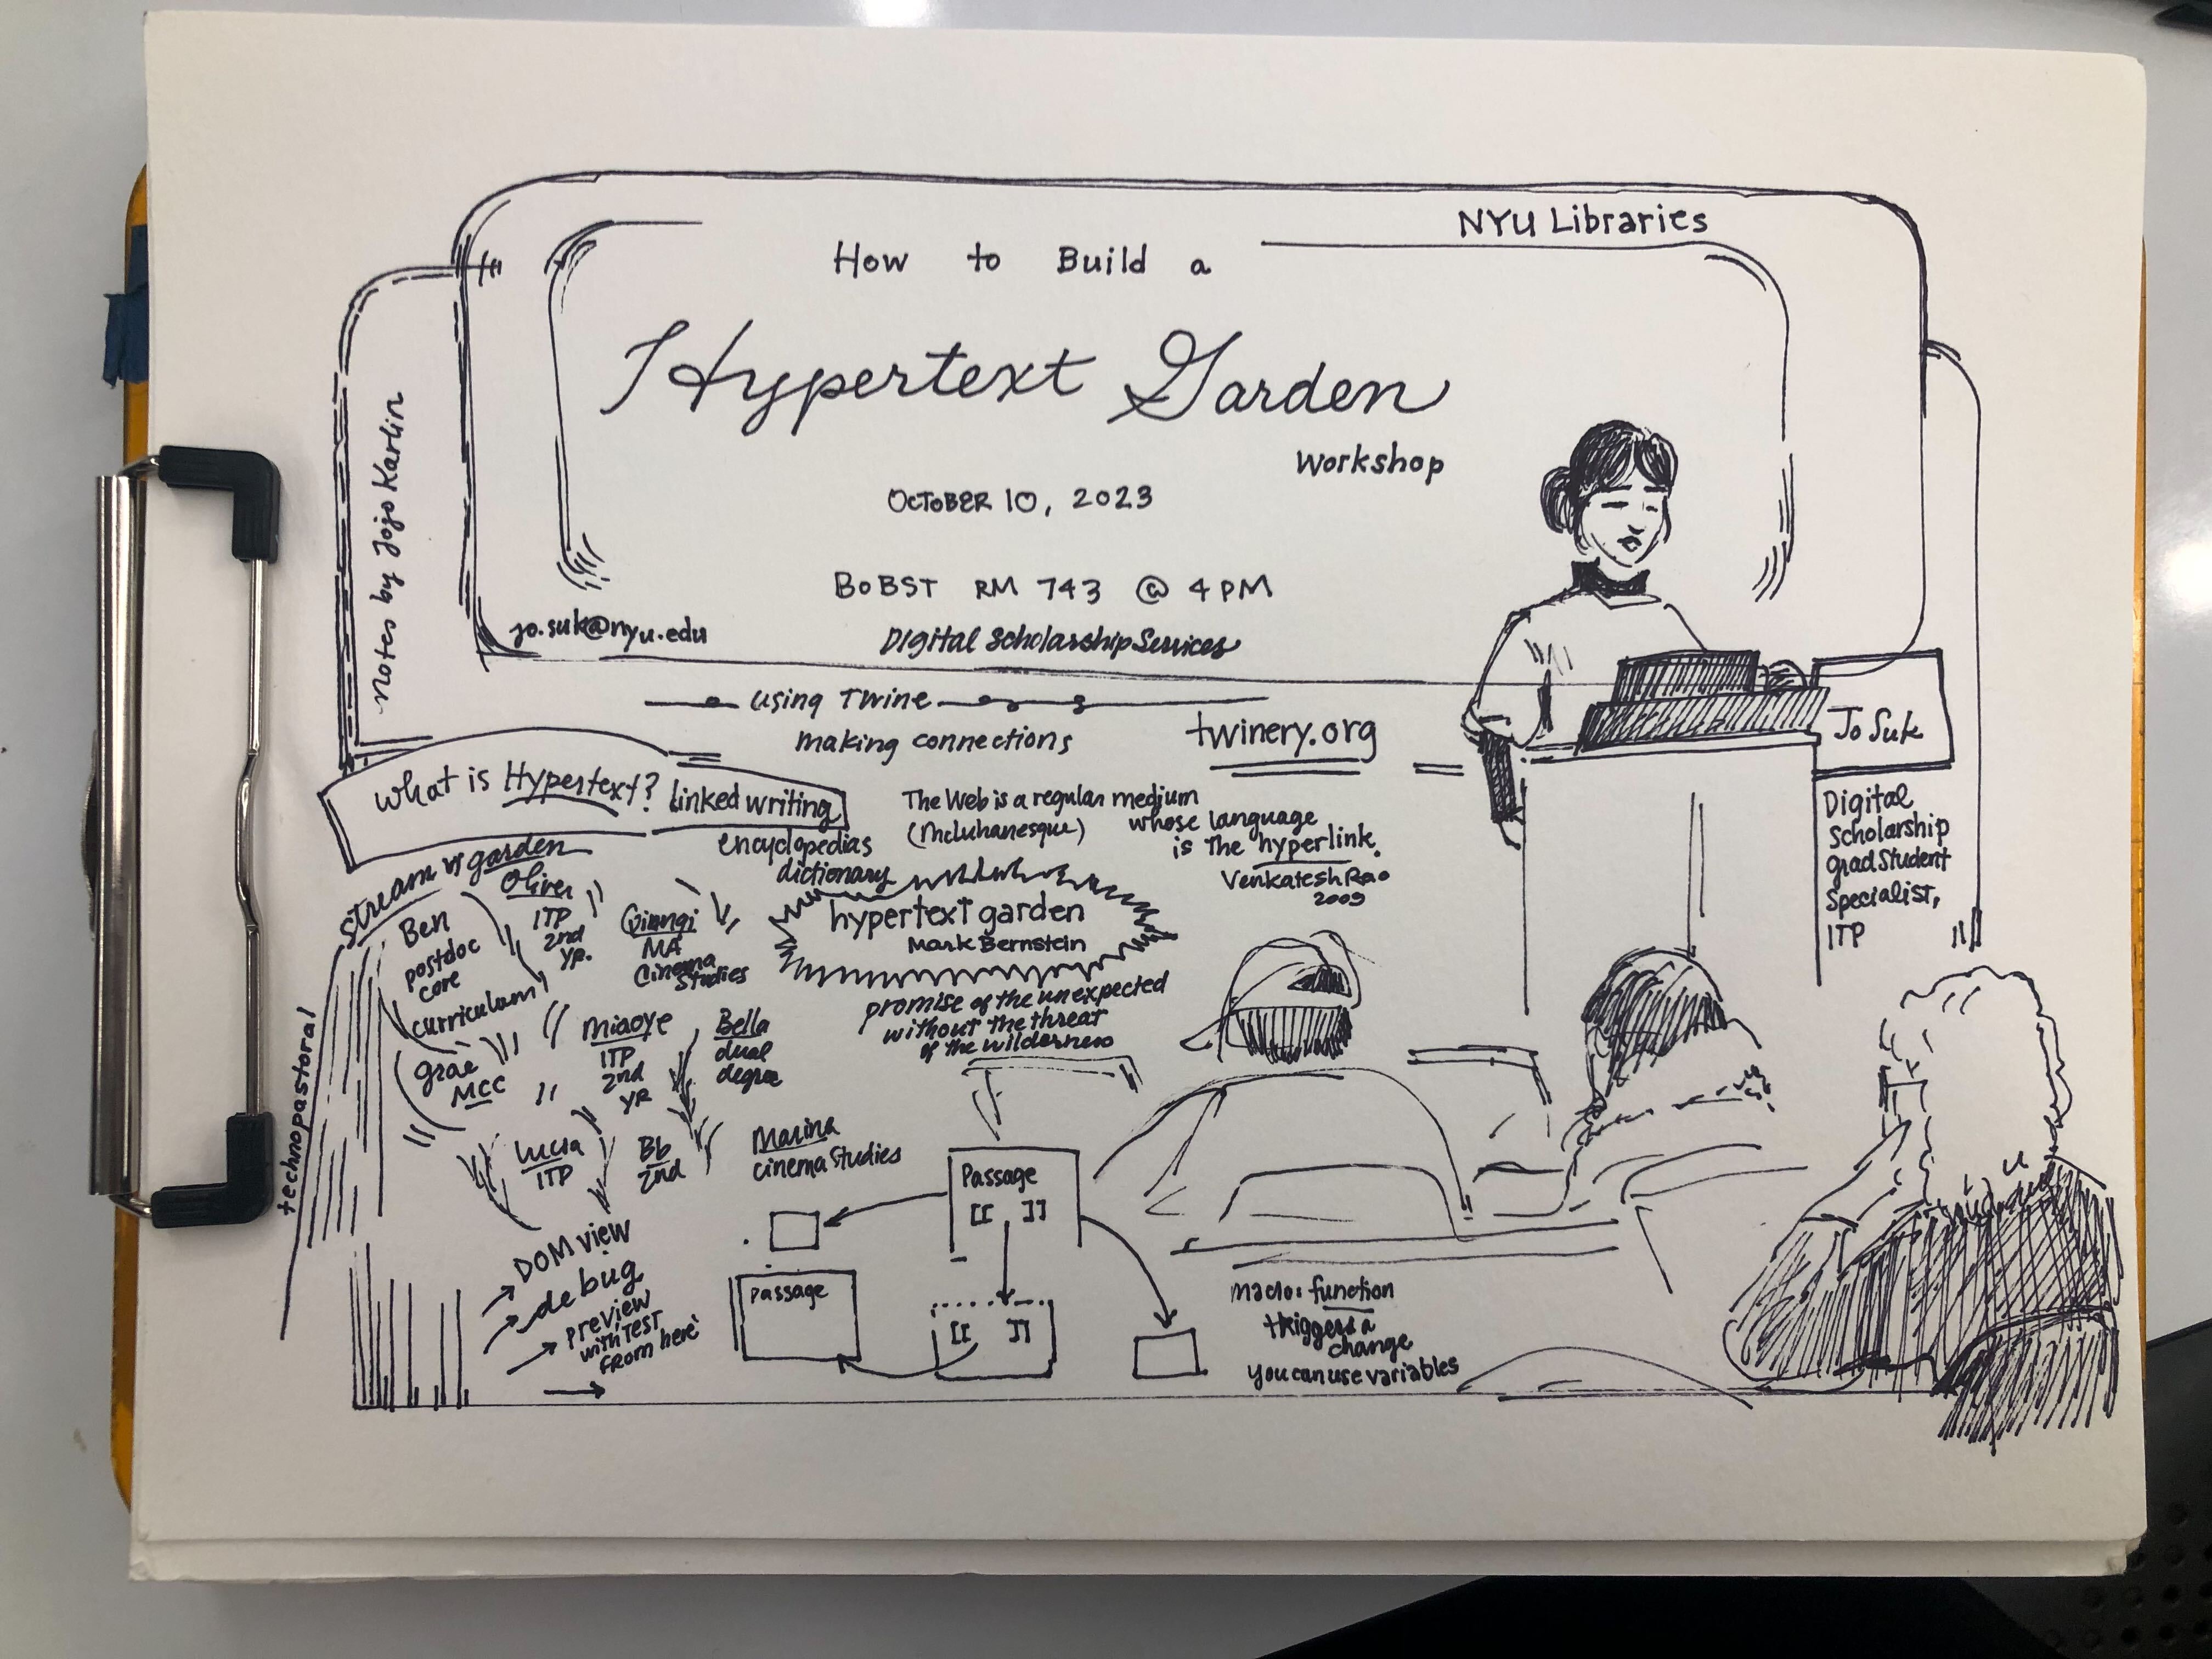 NYU Libraries
How to Build a
Hypertext Garden
Workshop
OCTOBER 10, 2023
BOBST RM 743 @ 4 PM
jo.suk@nyu.edu
Digital Scholarship Services
Notes by Jojo Karlin
using Twine
making connections
twinery.org
Jo Suk
Digital
Scholarship
Grad Student
Specialist,
ITP
What is Hypertext? linked writing
encyclopedias
dictionary
The Web is a regular medium
(McLuhanesque)
whose language
is the hyperlink.
Venkatesh Rao
2009
Stream v garden
technopastoral
Ben
postdoc
core
curriculum
Oliver
ITP
2nd
yr.
Qianqi
MA
Cinema
Studies
hypertext garden
Mark Bernstein
promise of the unexpected
without the threat
of the wilderness
Grae
MCC
Miaoye
ITP
2nd
YR
Bella
dual
degree
Lucia
ITP
Bb
2nd
Marina
cinema studies
DOM view
debug
preview
with TEST
FROM here'
Passage
[[ ]]
passage
[[ ]]
macro: function
triggers a
change
you can use variables